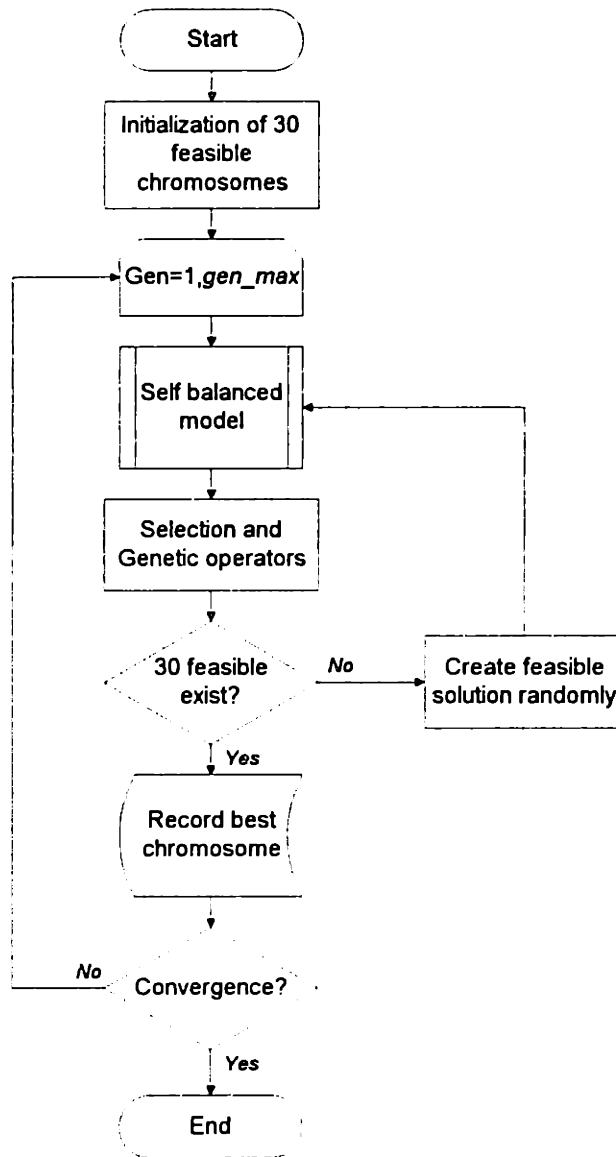 Start
Initialization of 30
feasible
chromosomes
Gen=1,gen_max
Self balanced
model
Selection and
Genetic operators
30 feasible
exist?
No
Create feasible
solution randomly
Yes
Record best
chromosome
No
Convergence?
Yes
End